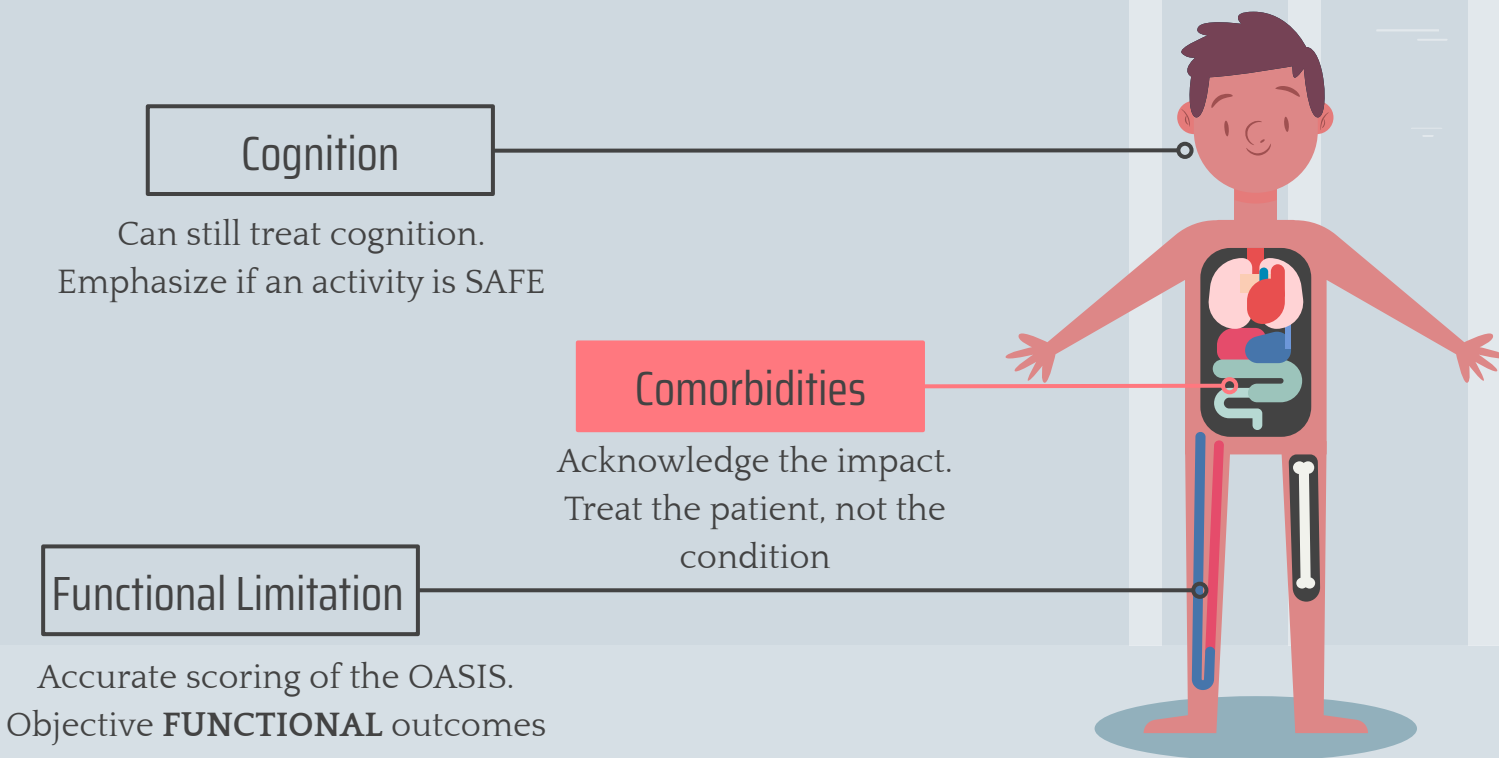 Cognition
Can still treat cognition.
Emphasize if an activity is SAFE
Comorbidities
Acknowledge the impact.
Treat the patient, not the
condition
Functional Limitation
Accurate scoring of the OASIS.
Objective FUNCTIONAL outcomes